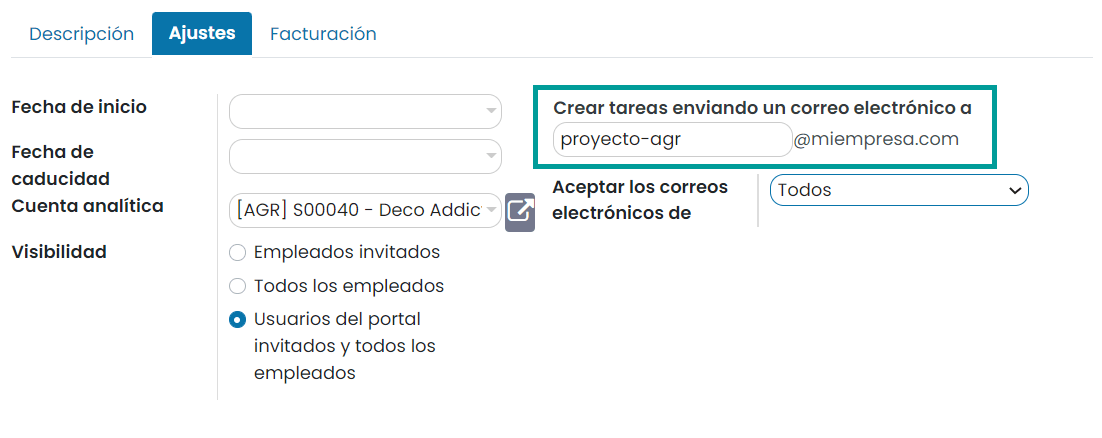 Descripción
Ajustes
Facturación
Fecha de inicio
Fecha de
caducidad
Cuenta analítica
[AGR] S00040 - Deco Addic
Visibilidad
Empleados invitados
Todos los empleados
Usuarios del portal
invitados y todos los
empleados
Crear tareas enviando un correo electrónico a
proyecto-agr @miempresa.com
Aceptar los correos
electrónicos de
Todos